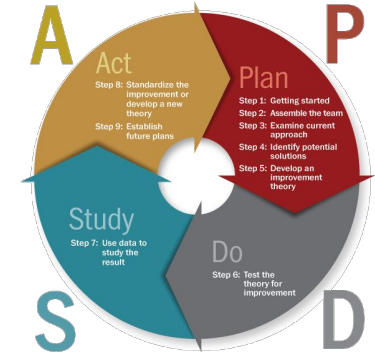 A
P
Act
Step 8: Standardize the
improvement or
develop a new
theory
Step 9: Establish
future plans
Plan
Step 1: Getting started
Step 2: Assemble the team
Step 3: Examine current
approach
Step 4: Identify potential
solutions
Step 5: Develop an
improvement
theory
Study
Step 7: Use data to
study the
result
Do
Step 6: Test the
theory for
improvement
S
D